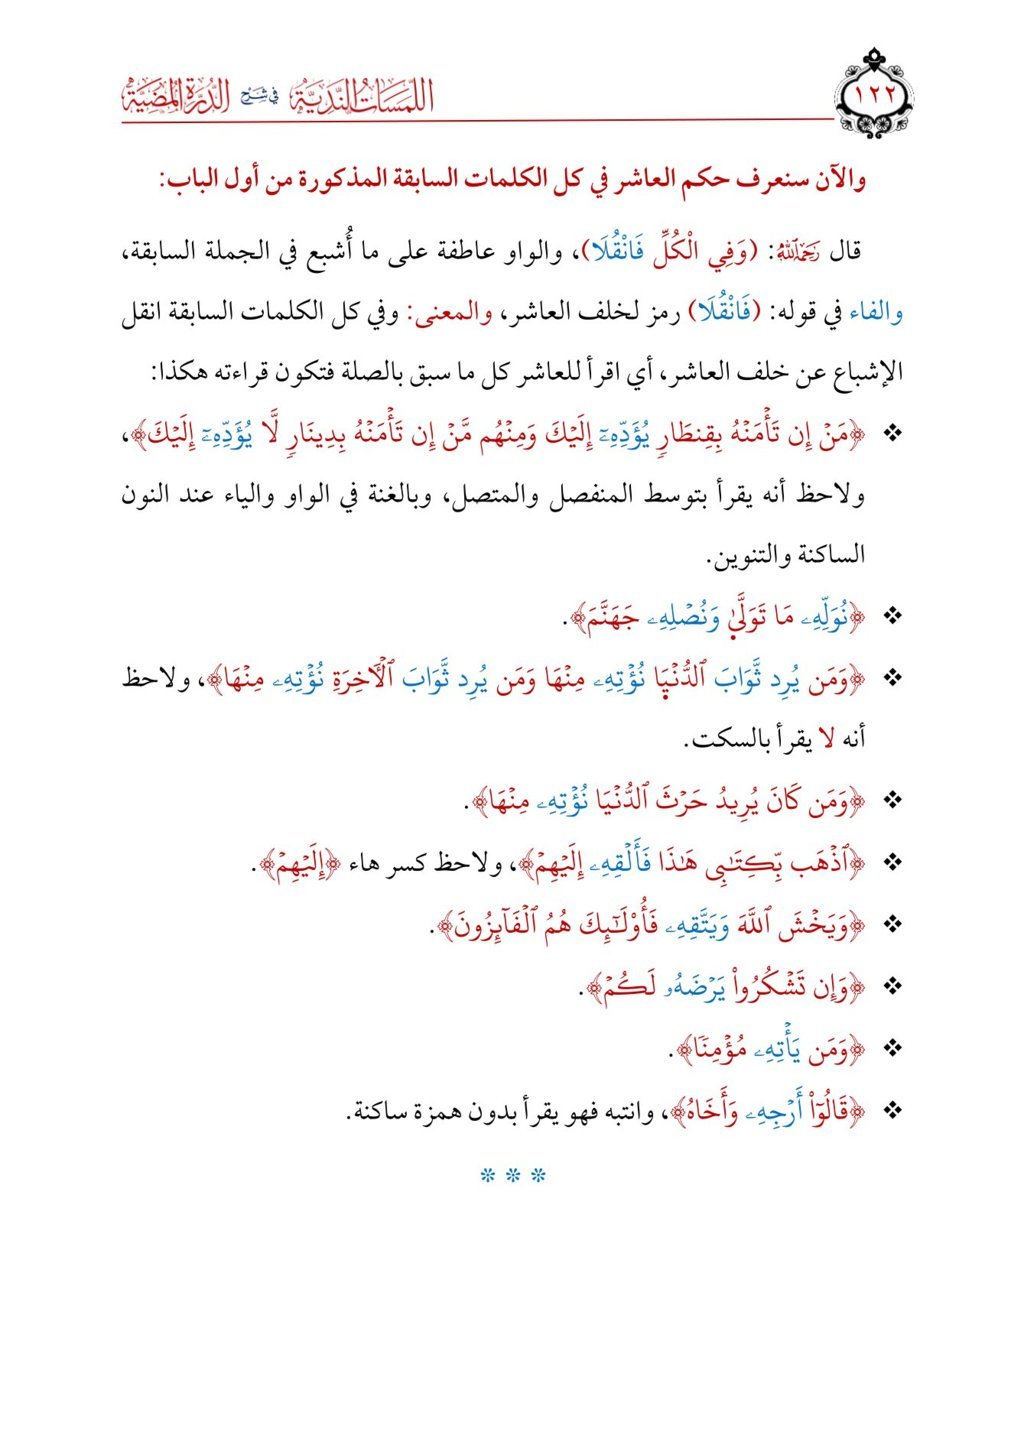 ١٢٢
اللمسات الندية في شرح الدرة المضية
والآن سنعرف حكم العاشر في كل الكلمات السابقة المذكورة من أول الباب:
قال رَحِمَهُ اللَّهُ: (وَفِي الْكُلِّ فَانْقُلَا)، والواو عاطفة على ما أُشبع في الجملة السابقة،
والفاء في قوله: (فَانْقُلَا) رمز لخلف العاشر، والمعنى: وفي كل الكلمات السابقة انقل
الإشباع عن خلف العاشر، أي اقرأ للعاشر كل ما سبق بالصلة فتكون قراءته هكذا:
❖ ﴿مَنۡ إِن تَأۡمَنۡهُ بِقِنطَارٖ يُؤَدِّهِۦٓ إِلَيۡكَ وَمِنۡهُم مَّنۡ إِن تَأۡمَنۡهُ بِدِينَارٖ لَّا يُؤَدِّهِۦٓ إِلَيۡكَ﴾،
ولاحظ أنه يقرأ بتوسط المنفصل والمتصل، وبالغنة في الواو والياء عند النون
الساكنة والتنوين.
❖ ﴿نُوَلِّهِۦ مَا تَوَلَّىٰ وَنُصۡلِهِۦ جَهَنَّمَ﴾.
❖ ﴿وَمَن يُرِد ثَّوَابَ ٱلدُّنۡيَا نُؤۡتِهِۦ مِنۡهَا وَمَن يُرِد ثَّوَابَ ٱلۡأٓخِرَةِ نُؤۡتِهِۦ مِنۡهَا﴾، ولاحظ
أنه لا يقرأ بالسكت.
❖ ﴿وَمَن كَانَ يُرِيدُ حَرۡثَ ٱلدُّنۡيَا نُؤۡتِهِۦ مِنۡهَا﴾.
❖ ﴿ٱذۡهَب بِّكِتَٰبِي هَٰذَا فَأَلۡقِهِۦ إِلَيۡهِمۡ﴾، ولاحظ كسر هاء ﴿إِلَيۡهِمۡ﴾.
❖ ﴿وَيَخۡشَ ٱللَّهَ وَيَتَّقِهِۦ فَأُوْلَٰٓئِكَ هُمُ ٱلۡفَآئِزُونَ﴾.
❖ ﴿وَإِن تَشۡكُرُواْ يَرۡضَهُۥ لَكُمۡ﴾.
❖ ﴿وَمَن يَأۡتِهِۦ مُؤۡمِنٗا﴾.
❖ ﴿قَالُوٓاْ أَرۡجِهِۦ وَأَخَاهُ﴾، وانتبه فهو يقرأ بدون همزة ساكنة.
* * *